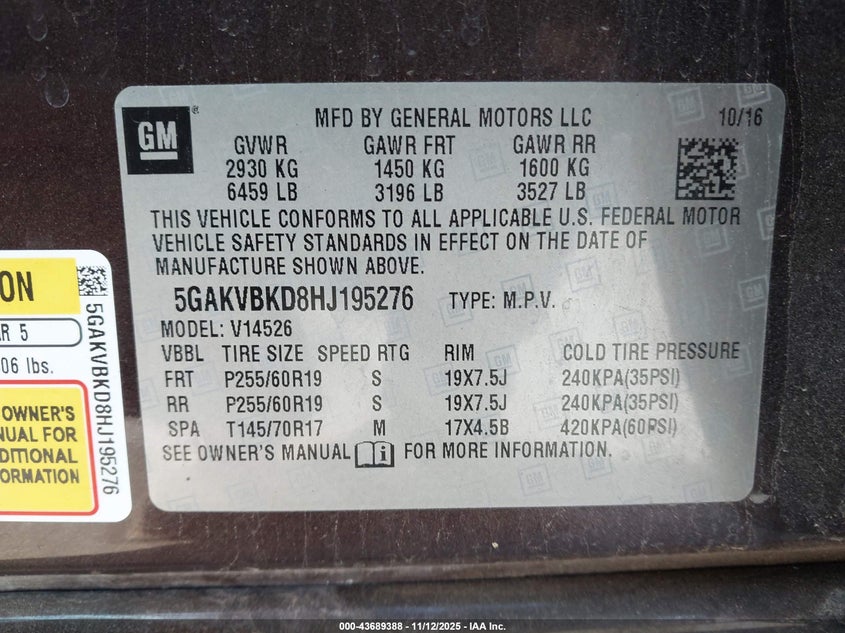 GM ®
MFD BY GENERAL MOTORS LLC 10/16
GVWR GAWR FRT GAWR RR
2930 KG 1450 KG 1600 KG
6459 LB 3196 LB 3527 LB
THIS VEHICLE CONFORMS TO ALL APPLICABLE U.S. FEDERAL MOTOR
VEHICLE SAFETY STANDARDS IN EFFECT ON THE DATE OF
MANUFACTURE SHOWN ABOVE.
5GAKVBKD8HJ195276 TYPE: M.P.V.
MODEL: V14526
VBBL TIRE SIZE SPEED RTG RIM COLD TIRE PRESSURE
FRT P255/60R19 S 19X7.5J 240KPA(35PSI)
RR P255/60R19 S 19X7.5J 240KPA(35PSI)
SPA T145/70R17 M 17X4.5B 420KPA(60PSI)
SEE OWNER'S MANUAL FOR MORE INFORMATION
ON
R 5
06 lbs.
OWNER'S
NUAL FOR
DITIONAL
FORMATION
5GAKVBKD8HJ195276
000-43689388 - 11/12/2025 - IAA Inc.